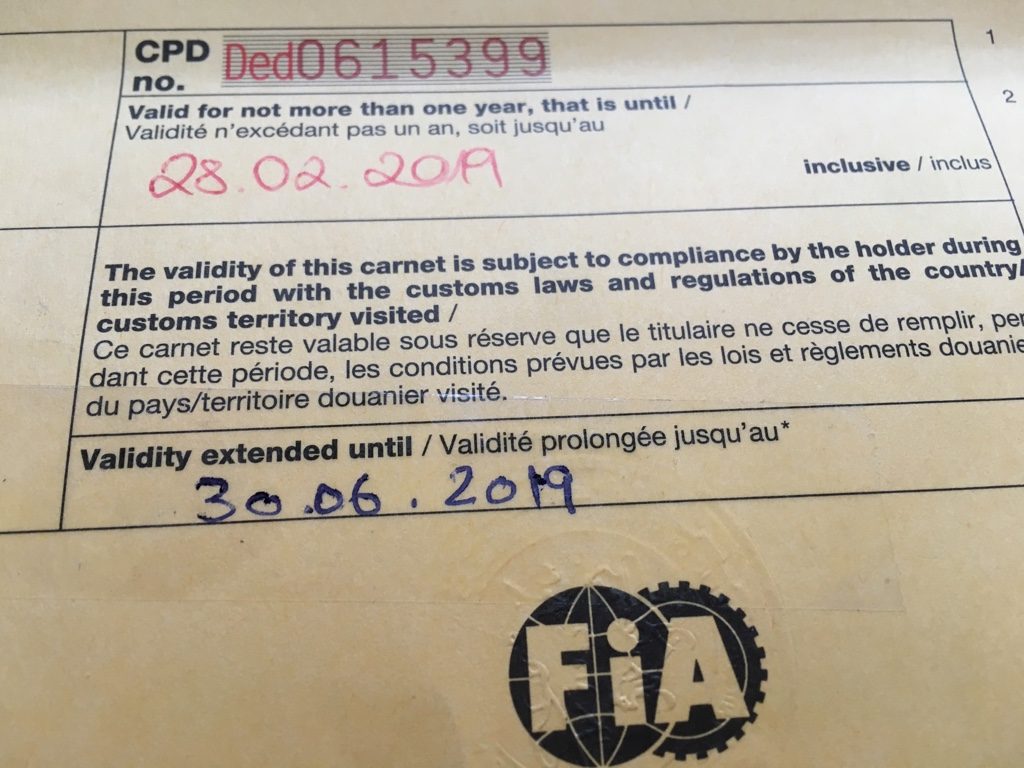 CPD no. Ded0615399
Valid for not more than one year, that is until /
Validité n'excédant pas un an, soit jusqu'au
28.02.2019
inclusive / inclus
1
2
The validity of this carnet is subject to compliance by the holder during
this period with the customs laws and regulations of the country/
customs territory visited /
Ce carnet reste valable sous réserve que le titulaire ne cesse de remplir, pen
dant cette période, les conditions prévues par les lois et règlements douanie
du pays/territoire douanier visité.
Validity extended until / Validité prolongée jusqu'au*
30.06.2019
FiA